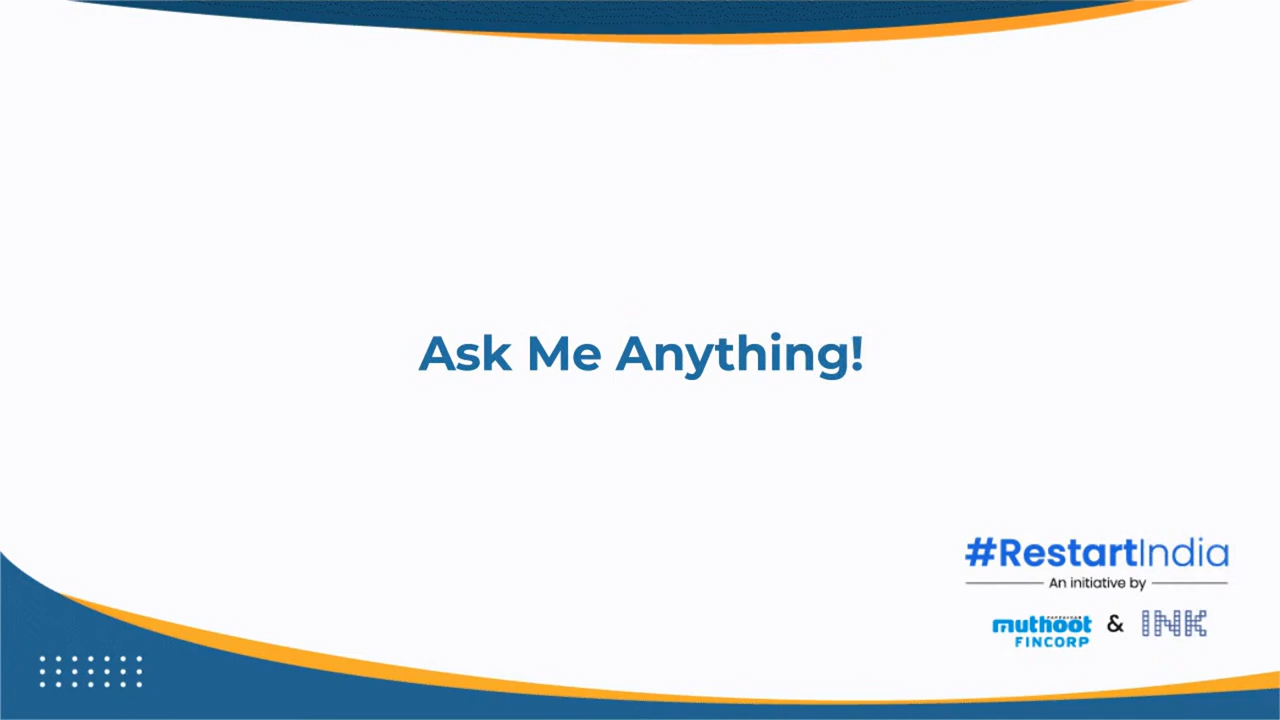 Ask Me Anything!
#RestartIndia
An initiative by
muthoot & INK
FINCORP